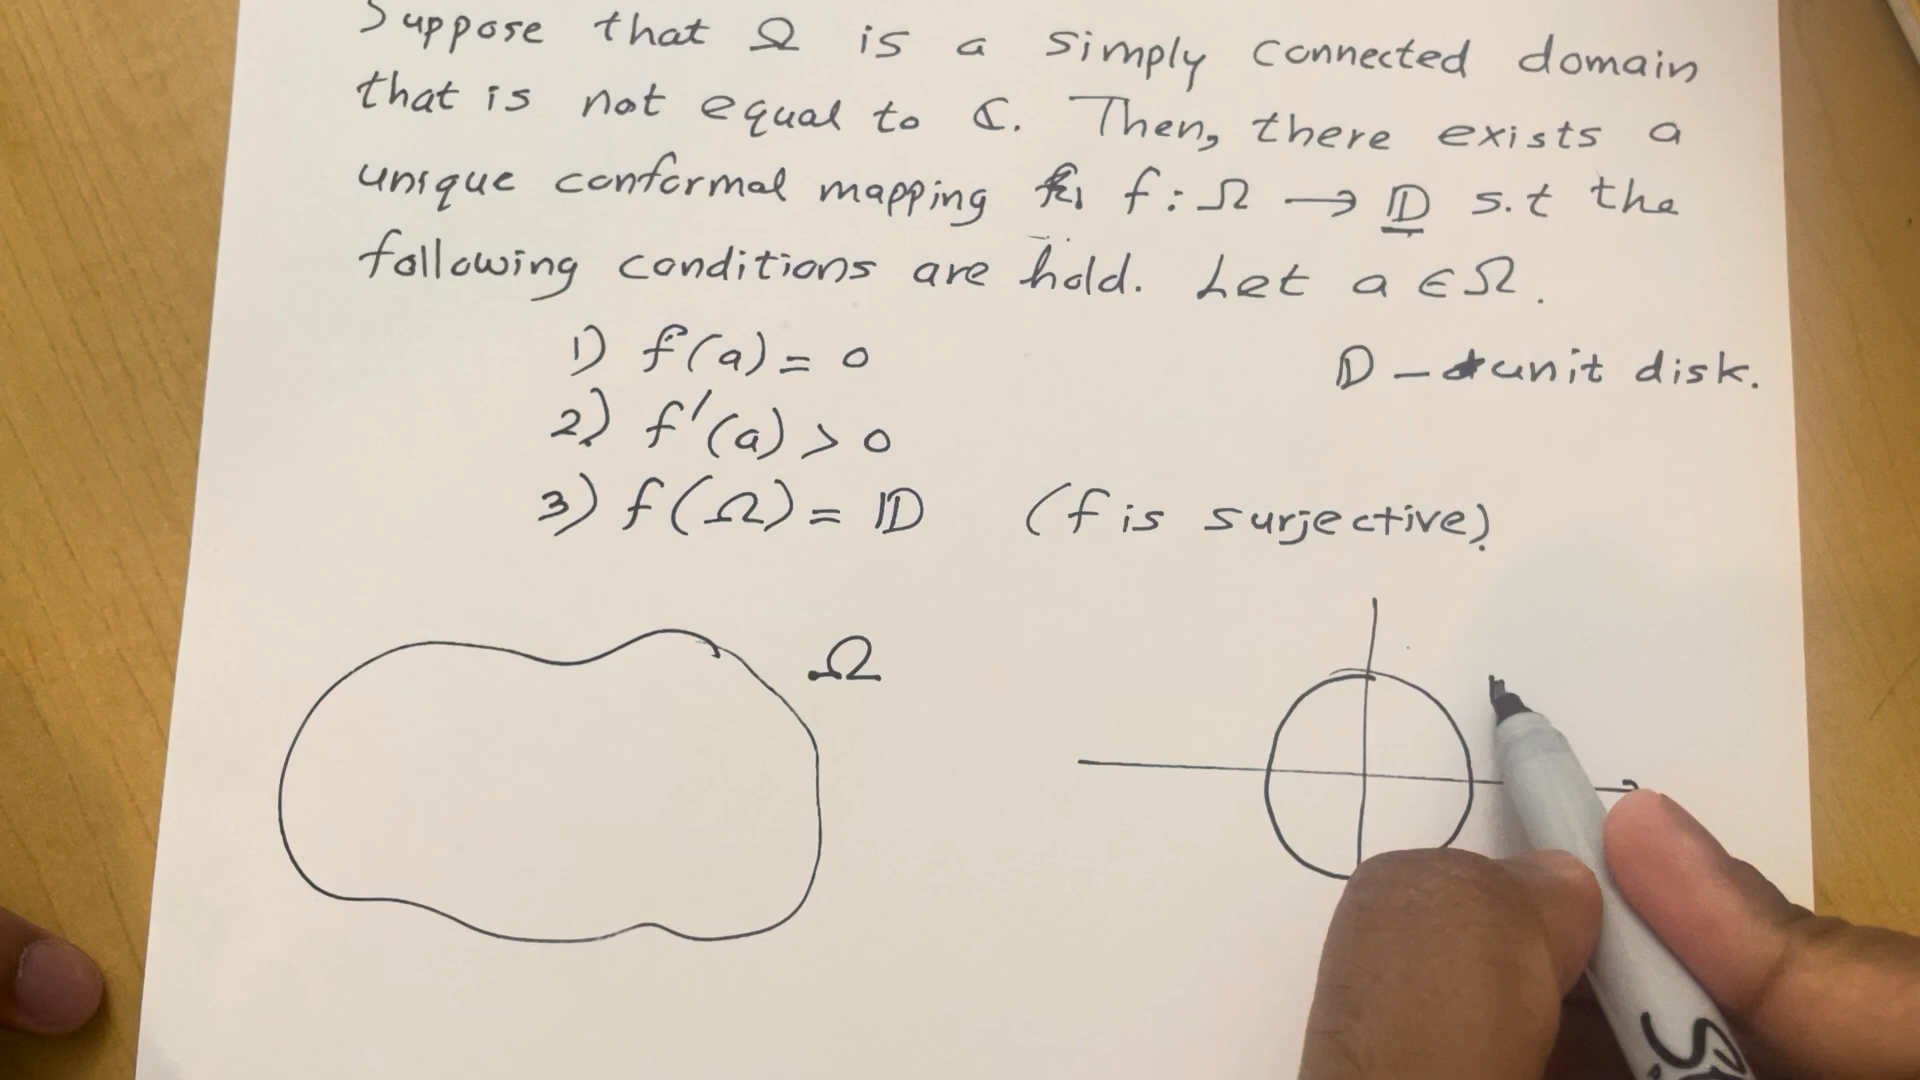 Suppose that Ω is a simply connected domain
that is not equal to ℂ. Then, there exists a
unique conformal mapping f: Ω → 𝔻 s.t the
following conditions are hold. Let a ∈ Ω.
1) f(a) = 0
𝔻 – unit disk.
2) f'(a) > 0
3) f(Ω) = 𝔻 (f is surjective)
Ω